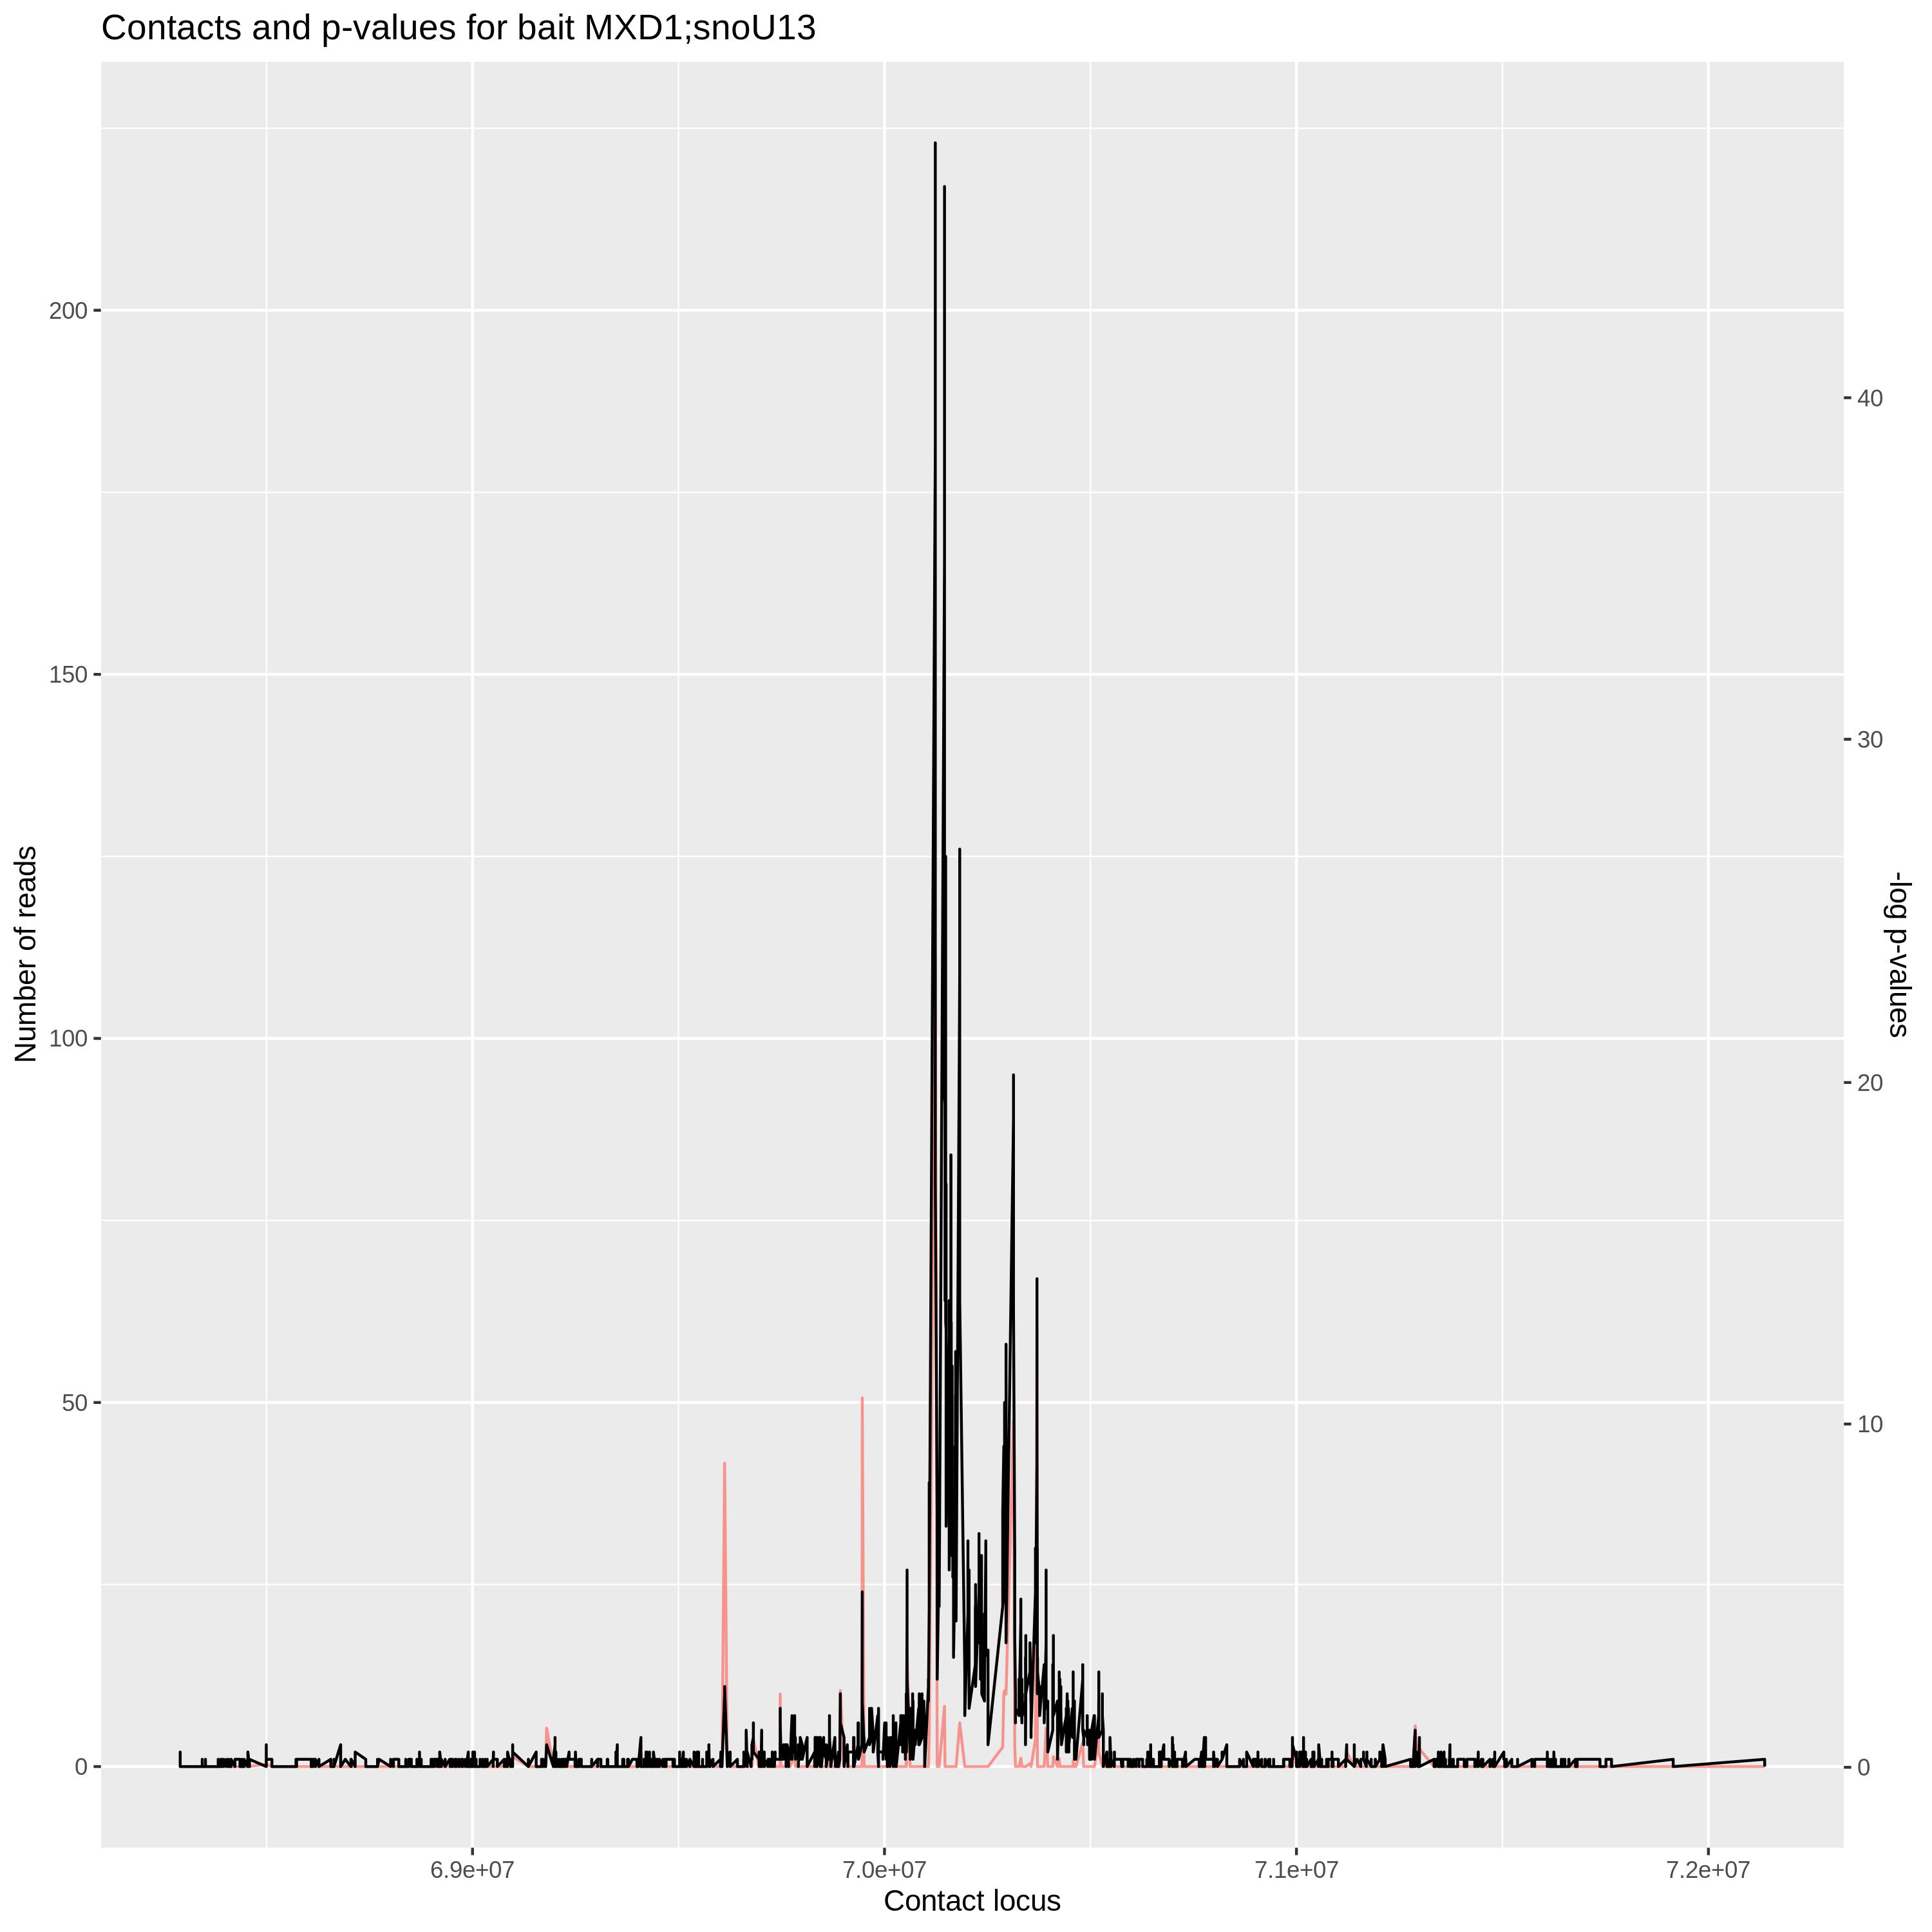 Contacts and p-values for bait MXD1;snoU13
200
150
100
50
0
Number of reads
40
30
20
10
0
-log p-values
6.9e+07
7.0e+07
7.1e+07
7.2e+07
Contact locus